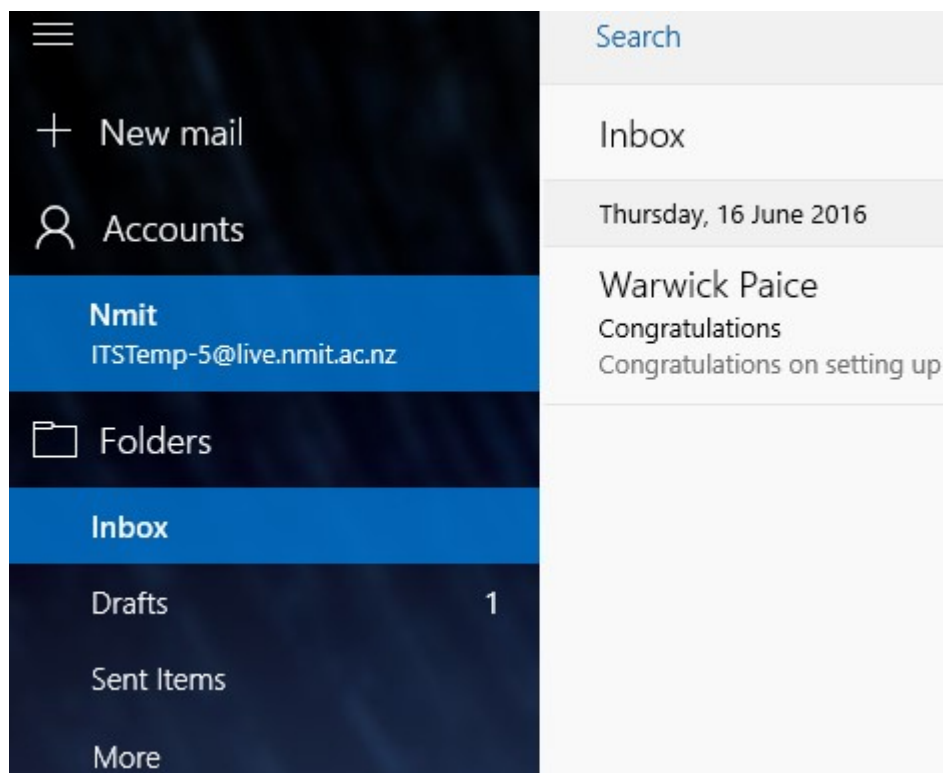 New mail
Accounts
Nmit
ITSTemp-5@live.nmit.ac.nz
Folders
Inbox
Drafts 1
Sent Items
More
Search
Inbox
Thursday, 16 June 2016
Warwick Paice
Congratulations
Congratulations on setting up